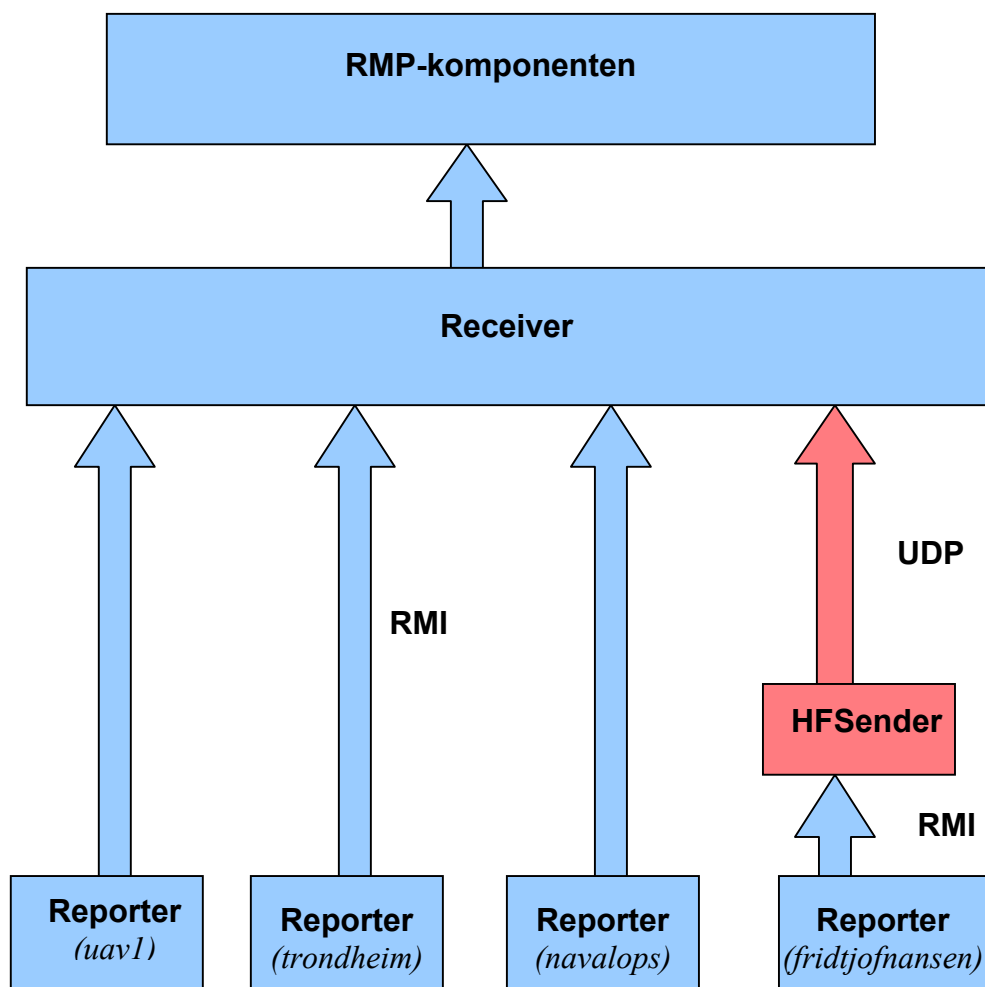 RMP-komponenten
Receiver
UDP
RMI
HFSender
RMI
Reporter
(uav1)
Reporter
(trondheim)
Reporter
(navalops)
Reporter
(fridtjofnansen)